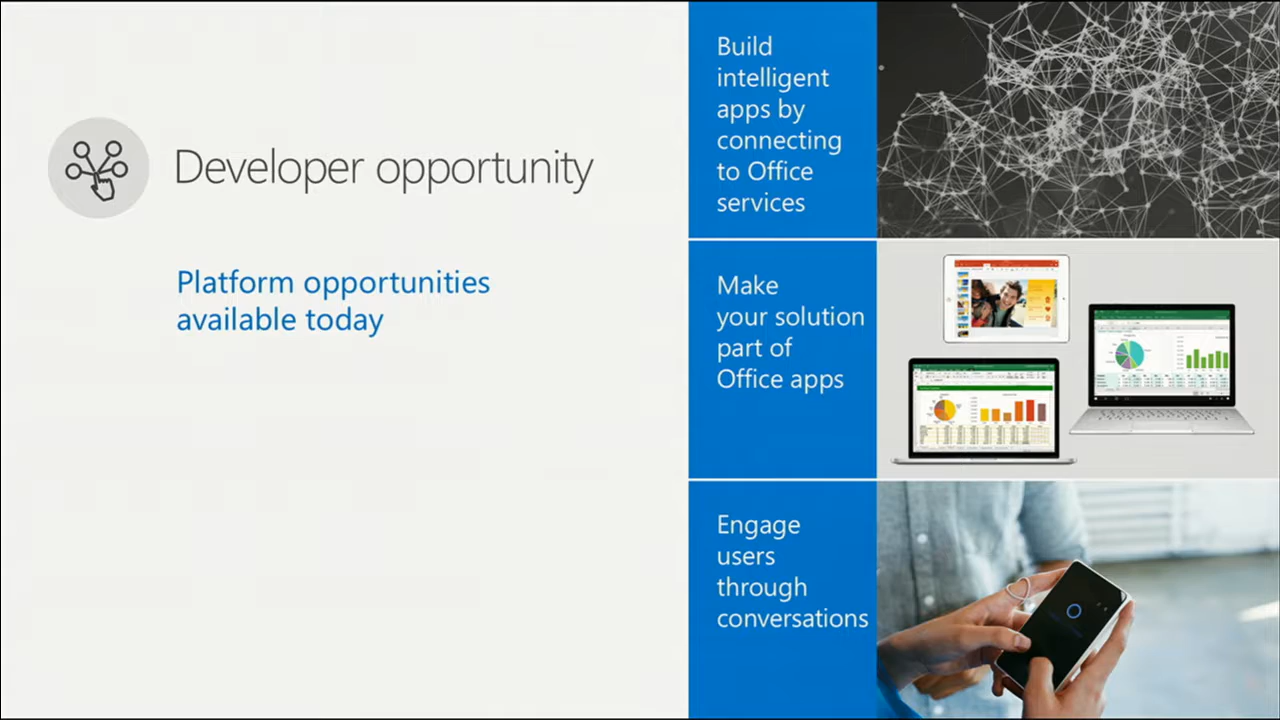 Developer opportunity
Platform opportunities
available today
Build
intelligent
apps by
connecting
to Office
services
Make
your solution
part of
Office apps
Engage
users
through
conversations